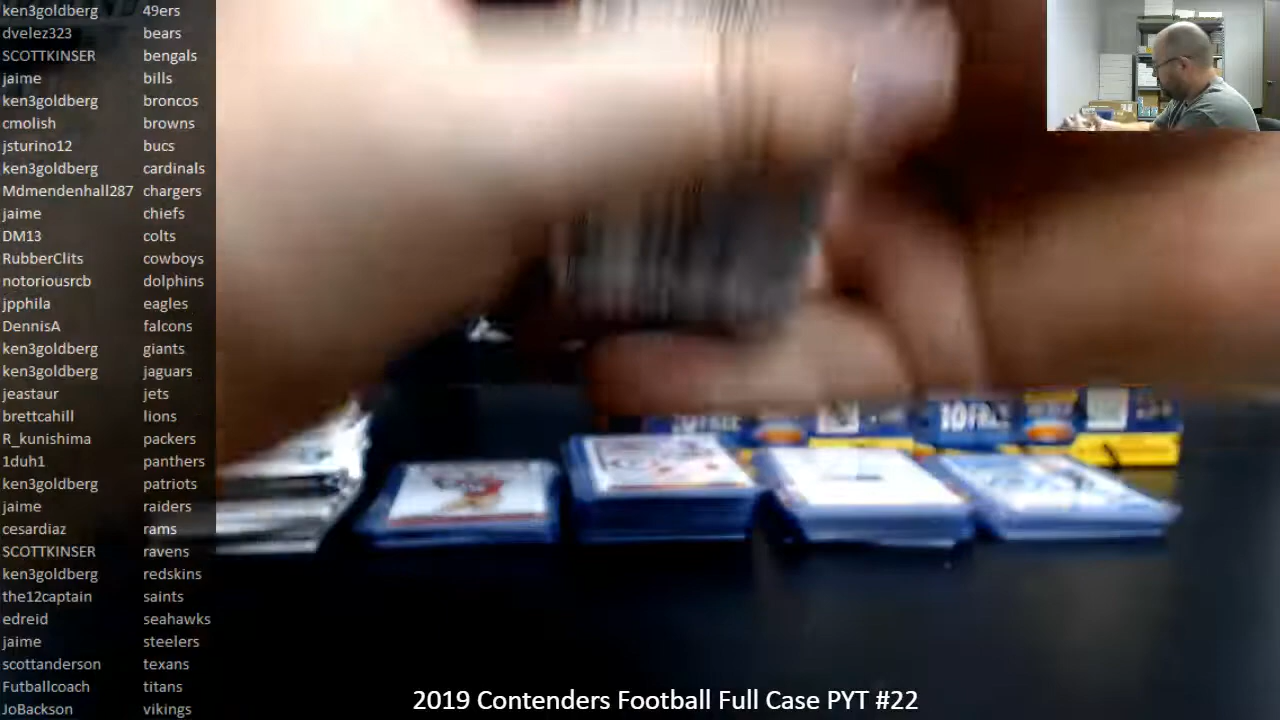 ken3goldberg 49ers
dvelez323 bears
SCOTTKINSER bengals
jaime bills
ken3goldberg broncos
cmolish browns
jsturino12 bucs
ken3goldberg cardinals
Mdmendenhall287 chargers
jaime chiefs
DM13 colts
RubberClits cowboys
notoriousrcb dolphins
jpphila eagles
DennisA falcons
ken3goldberg giants
ken3goldberg jaguars
jeastaur jets
brettcahill lions
R_kunishima packers
1duh1 panthers
ken3goldberg patriots
jaime raiders
cesardiaz rams
SCOTTKINSER ravens
ken3goldberg redskins
the12captain saints
edreid seahawks
jaime steelers
scottanderson texans
Futballcoach titans
JoBackson vikings
10 FREE
2019 Contenders Football Full Case PYT #22